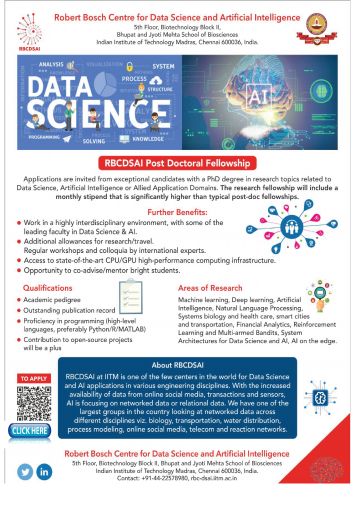 Robert Bosch Centre for Data Science and Artificial Intelligence
5th Floor, Biotechnology Block II,
Bhupat and Jyoti Mehta School of Biosciences
Indian Institute of Technology Madras, Chennai 600036, India.
RBCDSAI
ANALYSIS
VISUALIZATION
SYSTEM
PROCESS
STRUCTURE
DATA
SCIENCE
PROGRAMMING
SOLVING
KNOWLEDGE
AI
RBCDSAI Post Doctoral Fellowship
Applications are invited from exceptional candidates with a PhD degree in research topics related to
Data Science, Artificial Intelligence or Allied Application Domains. The research fellowship will include a
monthly stipend that is significantly higher than typical post-doc fellowships.
Further Benefits:
Work in a highly interdisciplinary environment, with some of the
leading faculty in Data Science & AI.
Additional allowances for research/travel.
Regular workshops and colloquia by international experts.
Access to state-of-the-art CPU/GPU high-performance computing infrastructure.
Opportunity to co-advise/mentor bright students.
Qualifications
Academic pedigree
Outstanding publication record
Proficiency in programming (high-level
languages, preferably Python/R/MATLAB)
Contribution to open-source projects
will be a plus
Areas of Research
Machine learning, Deep learning, Artificial
Intelligence, Natural Language Processing,
Systems biology and health care, smart cities
and transportation, Financial Analytics, Reinforcement
Learning and Multi-armed Bandits, System
Architectures for Data Science and AI, AI on the edge.
TO APPLY
CLICK HERE
About RBCDSAI
RBCDSAI at IITM is one of the few centers in the world for Data Science
and AI applications in various engineering disciplines. With the increased
availability of data from online social media, transactions and sensors,
AI is focusing on networked data or relational data. We have one of the
largest groups in the country looking at networked data across
different disciplines viz. biology, transportation, water distribution,
process modeling, online social media, telecom and reaction networks.
Robert Bosch Centre for Data Science and Artificial Intelligence
5th Floor, Biotechnology Block II, Bhupat and Jyoti Mehta School of Biosciences
Indian Institute of Technology Madras, Chennai 600036, India.
Contact: +91-44-22578980, rbc-dsai.iitm.ac.in